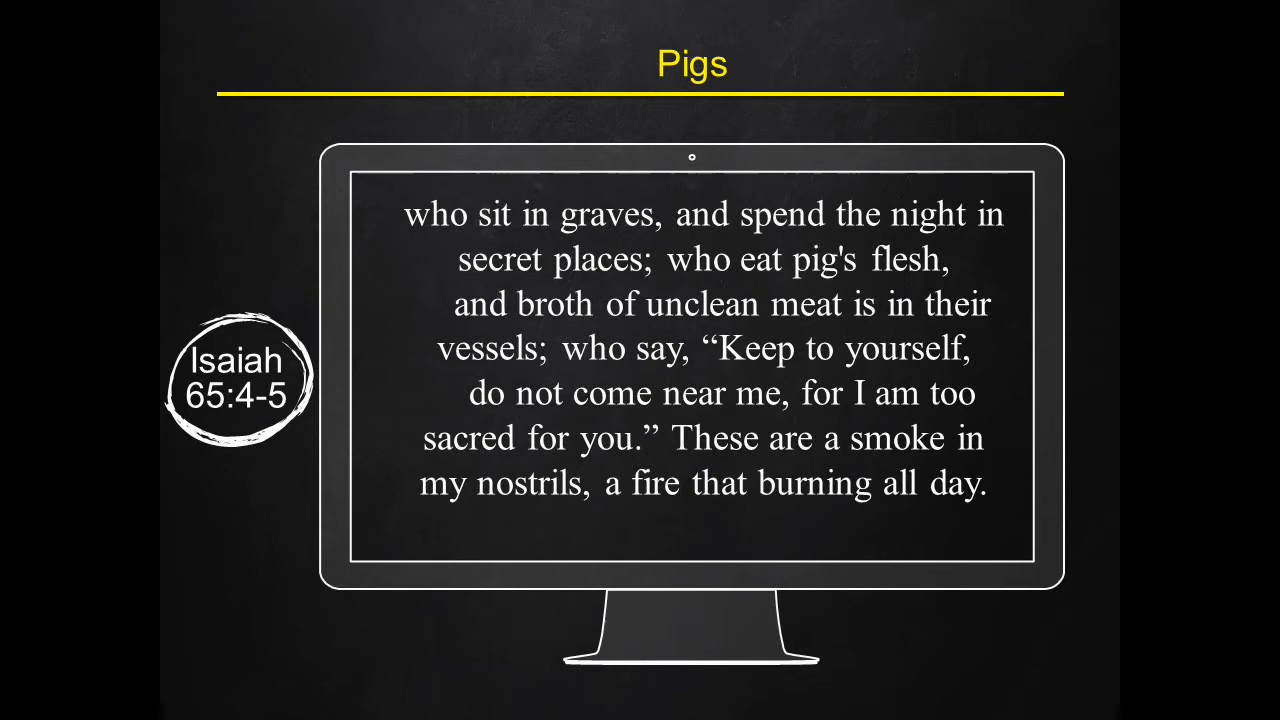 Pigs
Isaiah
65:4-5
who sit in graves, and spend the night in
secret places; who eat pig's flesh,
and broth of unclean meat is in their
vessels; who say, “Keep to yourself,
do not come near me, for I am too
sacred for you.” These are a smoke in
my nostrils, a fire that burning all day.